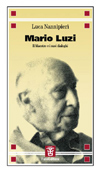 Luca Nannipieri
Mario Luzi
Il Maestro e i suoi dialoghi